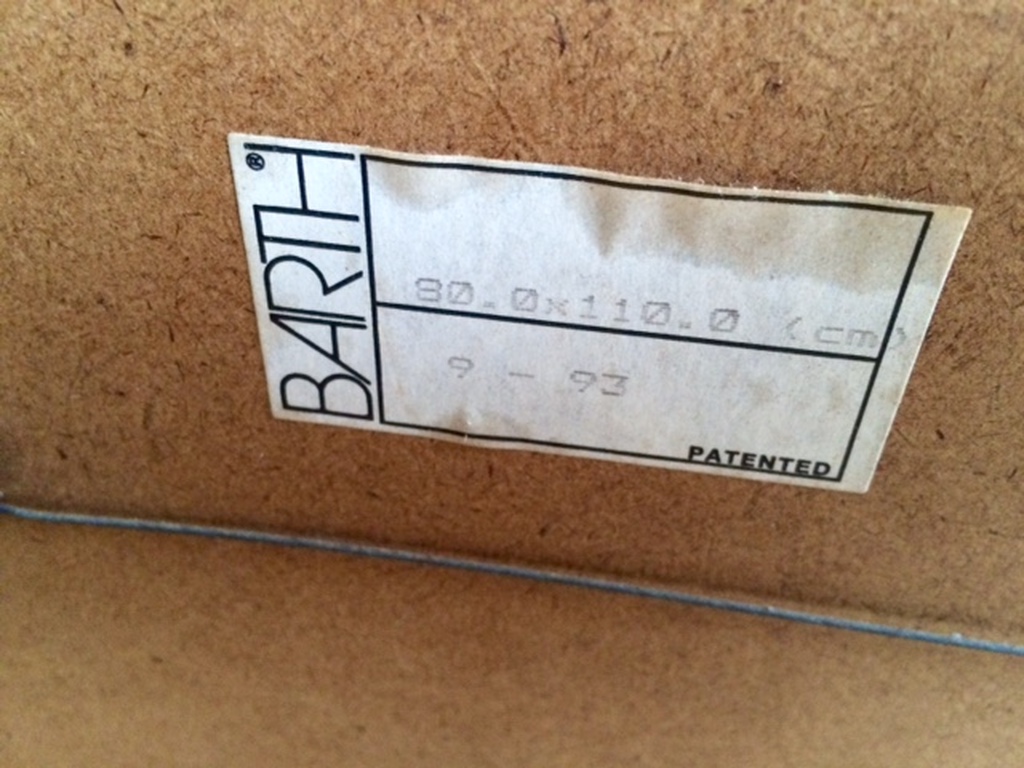 BARTH®
80.0x110.0 (cm)
9 - 93
PATENTED